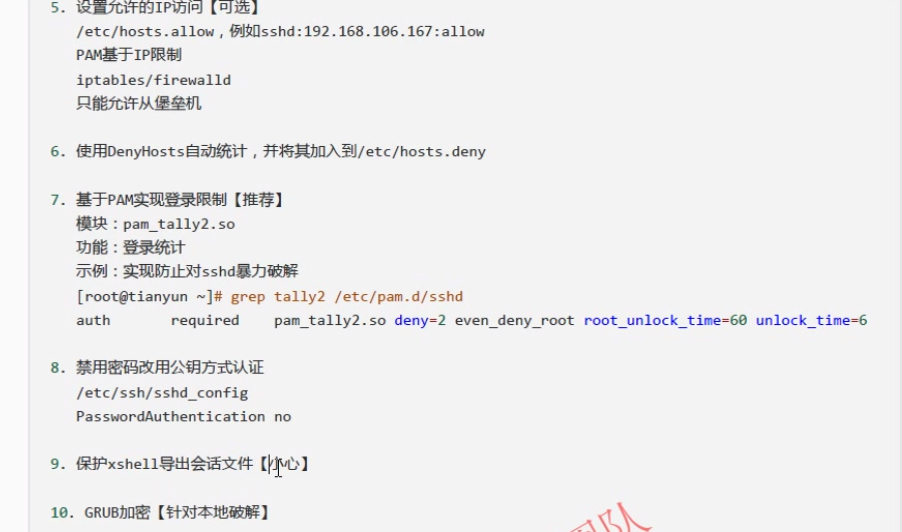 5. 设置允许的IP访问【可选】
/etc/hosts.allow，例如sshd:192.168.106.167:allow
PAM基于IP限制
iptables/firewalld
只能允许从堡垒机
6. 使用DenyHosts自动统计，并将其加入到/etc/hosts.deny
7. 基于PAM实现登录限制【推荐】
模块：pam_tally2.so
功能：登录统计
示例：实现防止对sshd暴力破解
[root@tianyun ~]# grep tally2 /etc/pam.d/sshd
auth required pam_tally2.so deny=2 even_deny_root root_unlock_time=60 unlock_time=6
8. 禁用密码改用公钥方式认证
/etc/ssh/sshd_config
PasswordAuthentication no
9. 保护xshell导出会话文件【小心】
10. GRUB加密【针对本地破解】
队